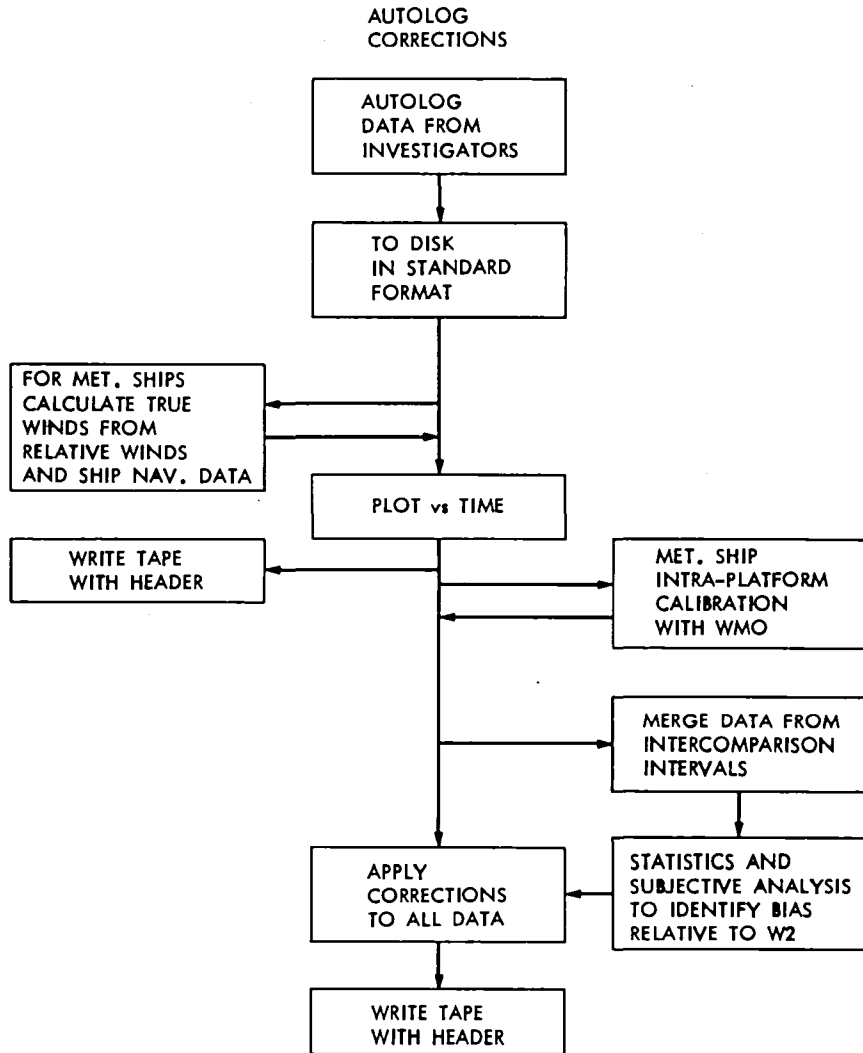 AUTOLOG
CORRECTIONS
AUTOLOG
DATA FROM
INVESTIGATORS
TO DISK
IN STANDARD
FORMAT
FOR MET. SHIPS
CALCULATE TRUE
WINDS FROM
RELATIVE WINDS
AND SHIP NAV. DATA
PLOT vs TIME
WRITE TAPE
WITH HEADER
MET. SHIP
INTRA-PLATFORM
CALIBRATION
WITH WMO
MERGE DATA FROM
INTERCOMPARISON
INTERVALS
APPLY
CORRECTIONS
TO ALL DATA
STATISTICS AND
SUBJECTIVE ANALYSIS
TO IDENTIFY BIAS
RELATIVE TO W2
WRITE TAPE
WITH HEADER